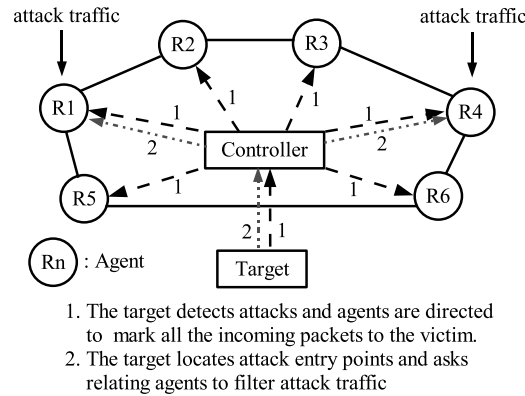 attack traffic
attack traffic
R2
R3
R1
R4
1
1
1
1
2
2
Controller
1
1
R5
R6
2
1
Rn : Agent
Target
1. The target detects attacks and agents are directed
to mark all the incoming packets to the victim.
2. The target locates attack entry points and asks
relating agents to filter attack traffic